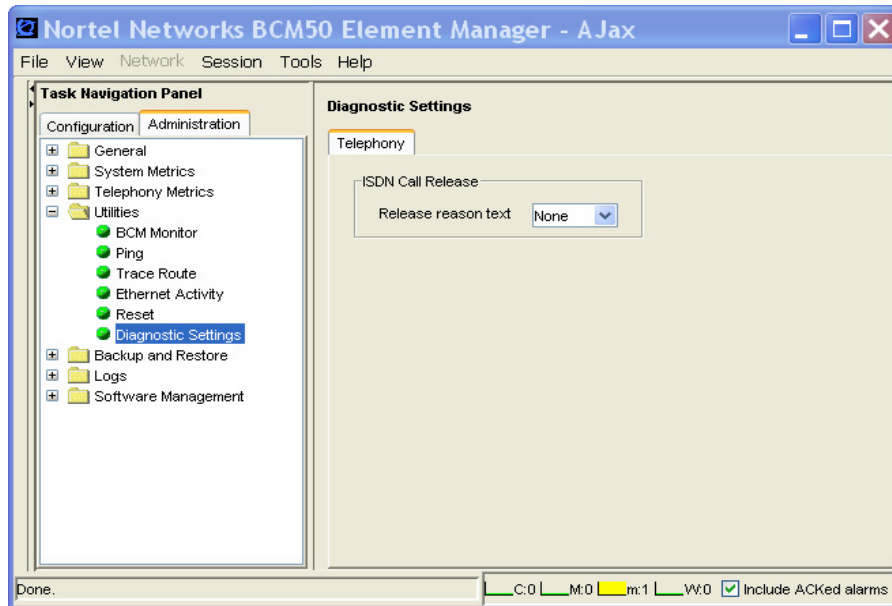 Nortel Networks BCM50 Element Manager - AJax
File View Network Session Tools Help
Task Navigation Panel
Configuration Administration
General
System Metrics
Telephony Metrics
Utilities
BCM Monitor
Ping
Trace Route
Ethernet Activity
Reset
Diagnostic Settings
Backup and Restore
Logs
Software Management
Diagnostic Settings
Telephony
ISDN Call Release
Release reason text None
Done.
C:0 M:0 m:1 W:0 Include ACKed alarms